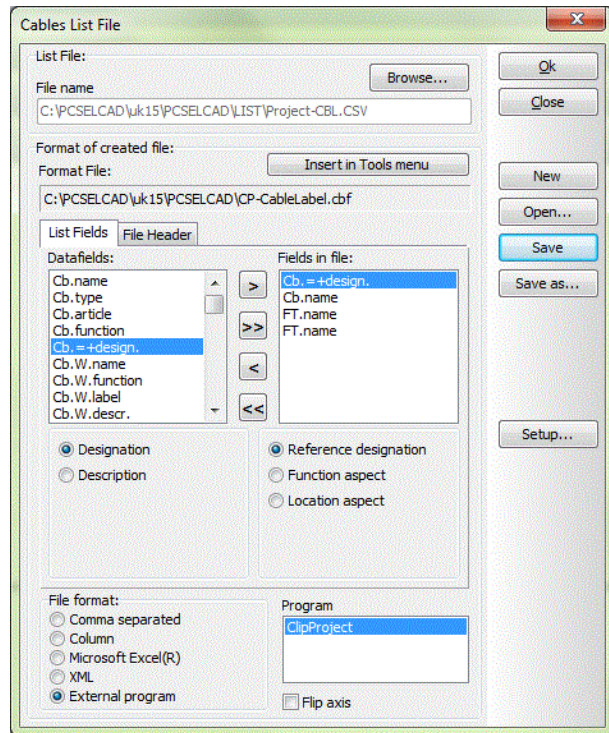 Cables List File
List File:
File name
Browse...
C:\PCSELCAD\uk15\PCSELCAD\LIST\Project-CBL.CSV
Format of created file:
Format File:
Insert in Tools menu
C:\PCSELCAD\uk15\PCSELCAD\CP-CableLabel.cbf
List Fields
File Header
Datafields:
Cb.name
Cb.type
Cb.article
Cb.function
Cb.=+design.
Cb.W.name
Cb.W.function
Cb.W.label
Cb.W.descr.
>
>>
<
<<
Fields in file:
Cb.=+design.
Cb.name
FT.name
FT.name
Designation
Description
Reference designation
Function aspect
Location aspect
File format:
Comma separated
Column
Microsoft Excel(R)
XML
External program
Program
ClipProject
Flip axis
Ok
Close
New
Open...
Save
Save as...
Setup...